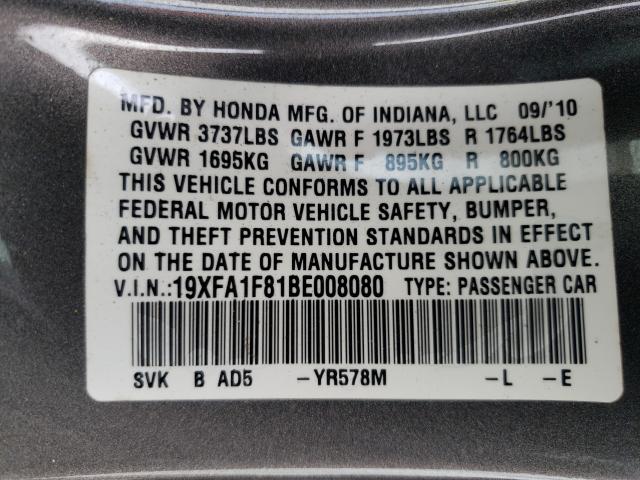 MFD. BY HONDA MFG. OF INDIANA, LLC 09/'10
GVWR 3737LBS GAWR F 1973LBS R 1764LBS
GVWR 1695KG GAWR F 895KG R 800KG
THIS VEHICLE CONFORMS TO ALL APPLICABLE
FEDERAL MOTOR VEHICLE SAFETY, BUMPER,
AND THEFT PREVENTION STANDARDS IN EFFECT
ON THE DATE OF MANUFACTURE SHOWN ABOVE.
V.I.N.:19XFA1F81BE008080 TYPE: PASSENGER CAR
SVK B AD5 -YR578M -L -E